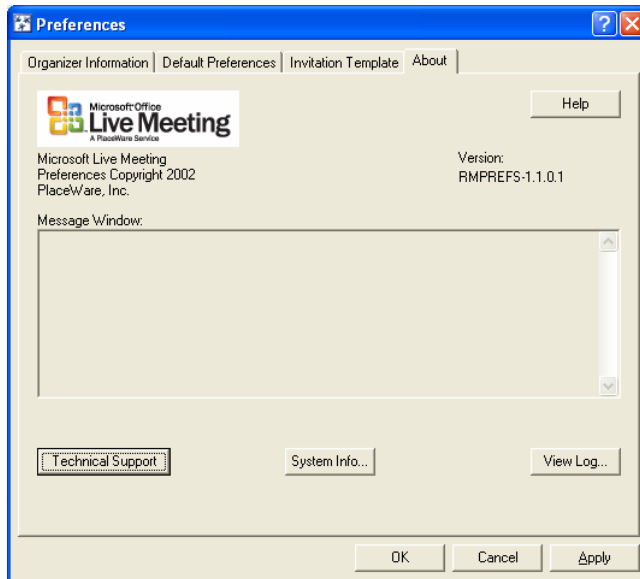 Preferences
?
X
Organizer Information
Default Preferences
Invitation Template
About
Microsoft Office
Live Meeting
A PlaceWare Service
Help
Microsoft Live Meeting
Preferences Copyright 2002
PlaceWare, Inc.
Version:
RMPREFS-1.1.0.1
Message Window:
Technical Support
System Info...
View Log...
OK
Cancel
Apply